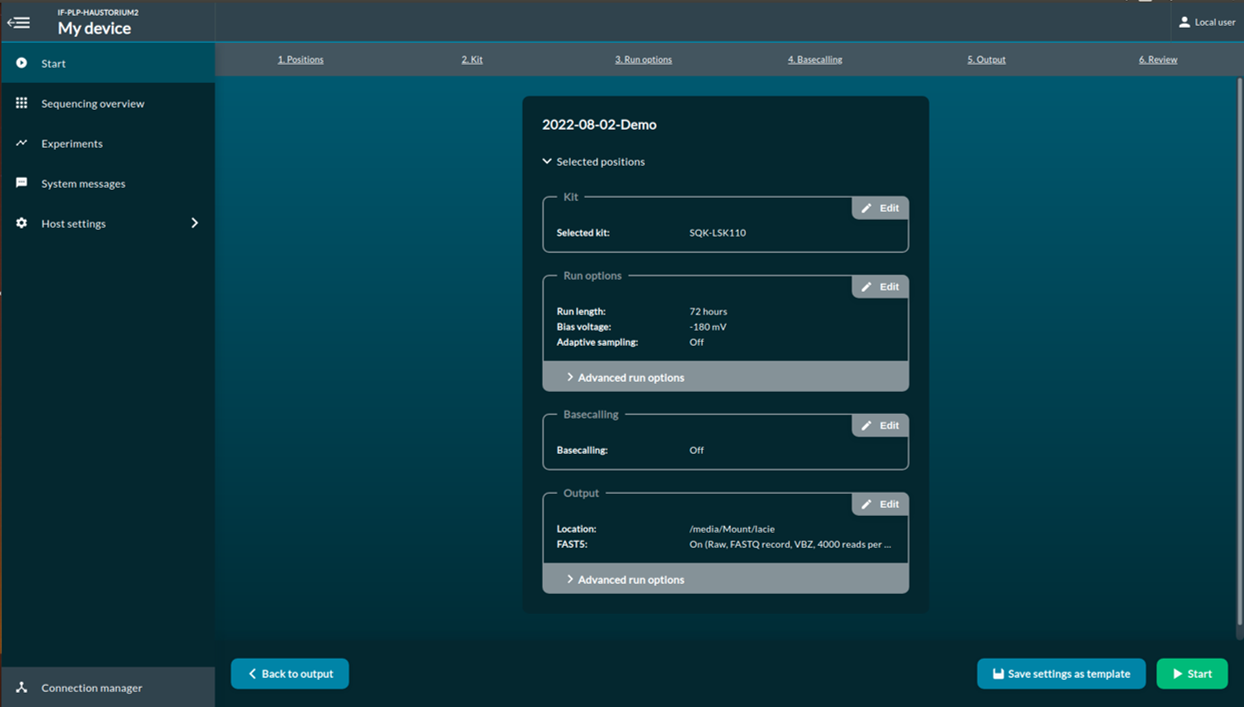 IF-PLP-HAUSTORIUM2
My device
Local user
Start
Sequencing overview
Experiments
System messages
Host settings
Connection manager
1. Positions 2. Kit 3. Run options 4. Basecalling 5. Output 6. Review
2022-08-02-Demo
Selected positions
Kit
Edit
Selected kit: SQK-LSK110
Run options
Edit
Run length: 72 hours
Bias voltage: -180 mV
Adaptive sampling: Off
Advanced run options
Basecalling
Edit
Basecalling: Off
Output
Edit
Location: /media/Mount/lacie
FAST5: On (Raw, FASTQ record, VBZ, 4000 reads per ...
Advanced run options
Back to output
Save settings as template
Start